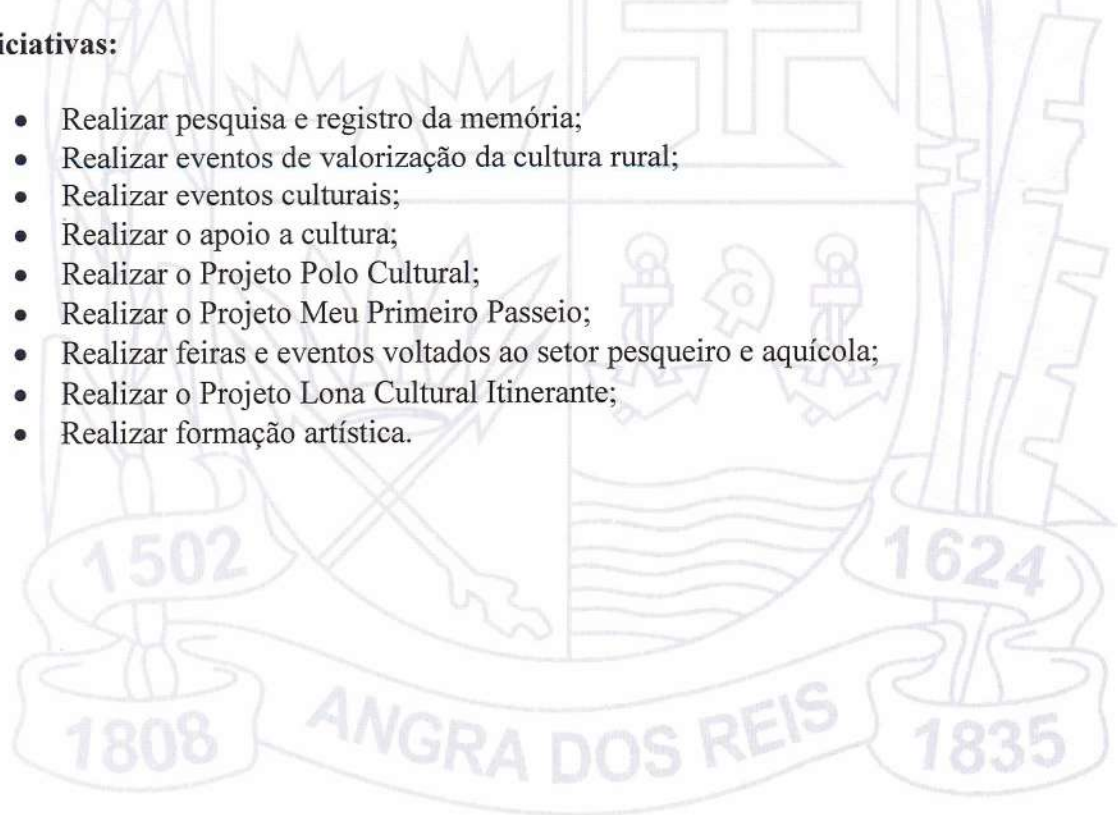 iciativas:
• Realizar pesquisa e registro da memória;
• Realizar eventos de valorização da cultura rural;
• Realizar eventos culturais;
• Realizar o apoio a cultura;
• Realizar o Projeto Polo Cultural;
• Realizar o Projeto Meu Primeiro Passeio;
• Realizar feiras e eventos voltados ao setor pesqueiro e aquícola;
• Realizar o Projeto Lona Cultural Itinerante;
• Realizar formação artística.
1502
1624
1808
ANGRA DOS REIS
1835